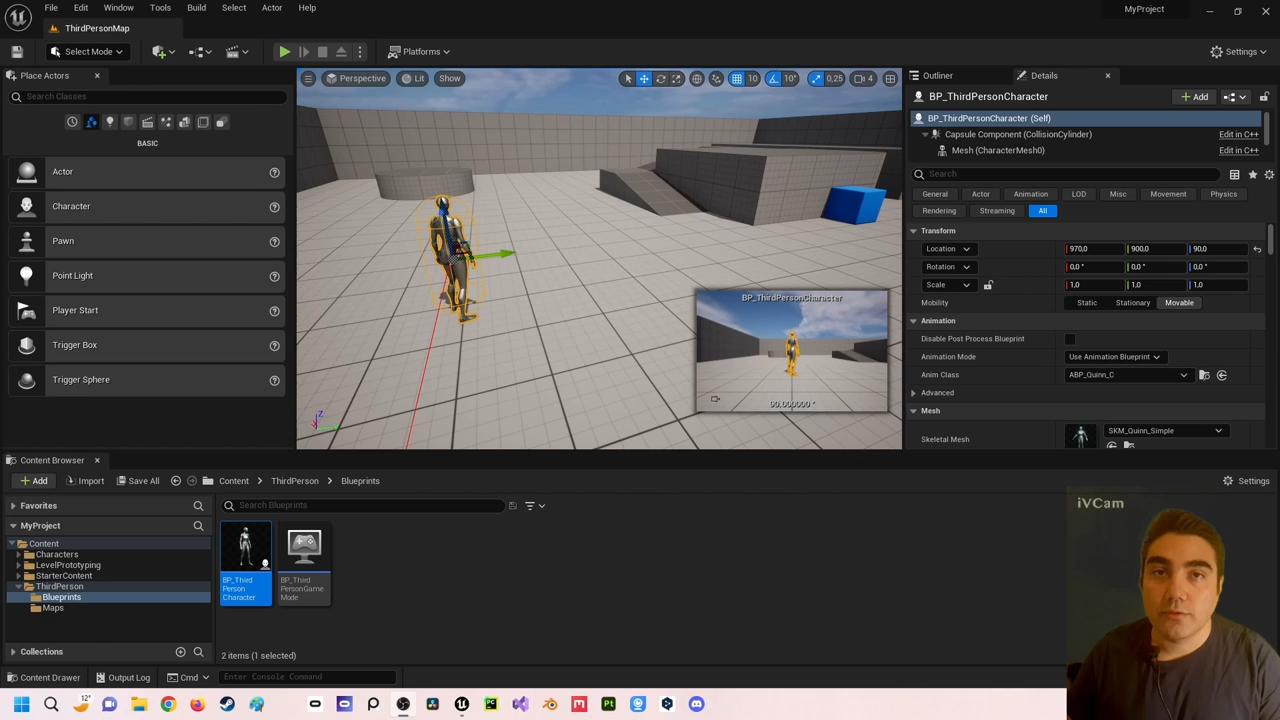 File
Edit
Window
Tools
Build
Select
Actor
Help
MyProject
ThirdPersonMap
Select Mode
Platforms
Settings
Place Actors
Search Classes
BASIC
Actor
Character
Pawn
Point Light
Player Start
Trigger Box
Trigger Sphere
Perspective
Lit
Show
10
10°
0,25
4
BP_ThirdPersonCharacter
90.000000 °
Z
Outliner
Details
BP_ThirdPersonCharacter
Add
BP_ThirdPersonCharacter (Self)
Capsule Component (CollisionCylinder)
Edit in C++
Mesh (CharacterMesh0)
Edit in C++
Search
General
Actor
Animation
LOD
Misc
Movement
Physics
Rendering
Streaming
All
Transform
Location
970,0
900,0
90,0
Rotation
0,0 °
0,0 °
0,0 °
Scale
1,0
1,0
1,0
Mobility
Static
Stationary
Movable
Animation
Disable Post Process Blueprint
Animation Mode
Use Animation Blueprint
Anim Class
ABP_Quinn_C
Advanced
Mesh
Skeletal Mesh
SKM_Quinn_Simple
Content Browser
Add
Import
Save All
Content
ThirdPerson
Blueprints
Settings
Favorites
Search Blueprints
MyProject
Content
Characters
LevelPrototyping
StarterContent
ThirdPerson
Blueprints
Maps
BP_Third
Person
Character
BP_Third
PersonGame
Mode
Collections
2 items (1 selected)
Content Drawer
Output Log
Cmd
Enter Console Command
iVCam
12°